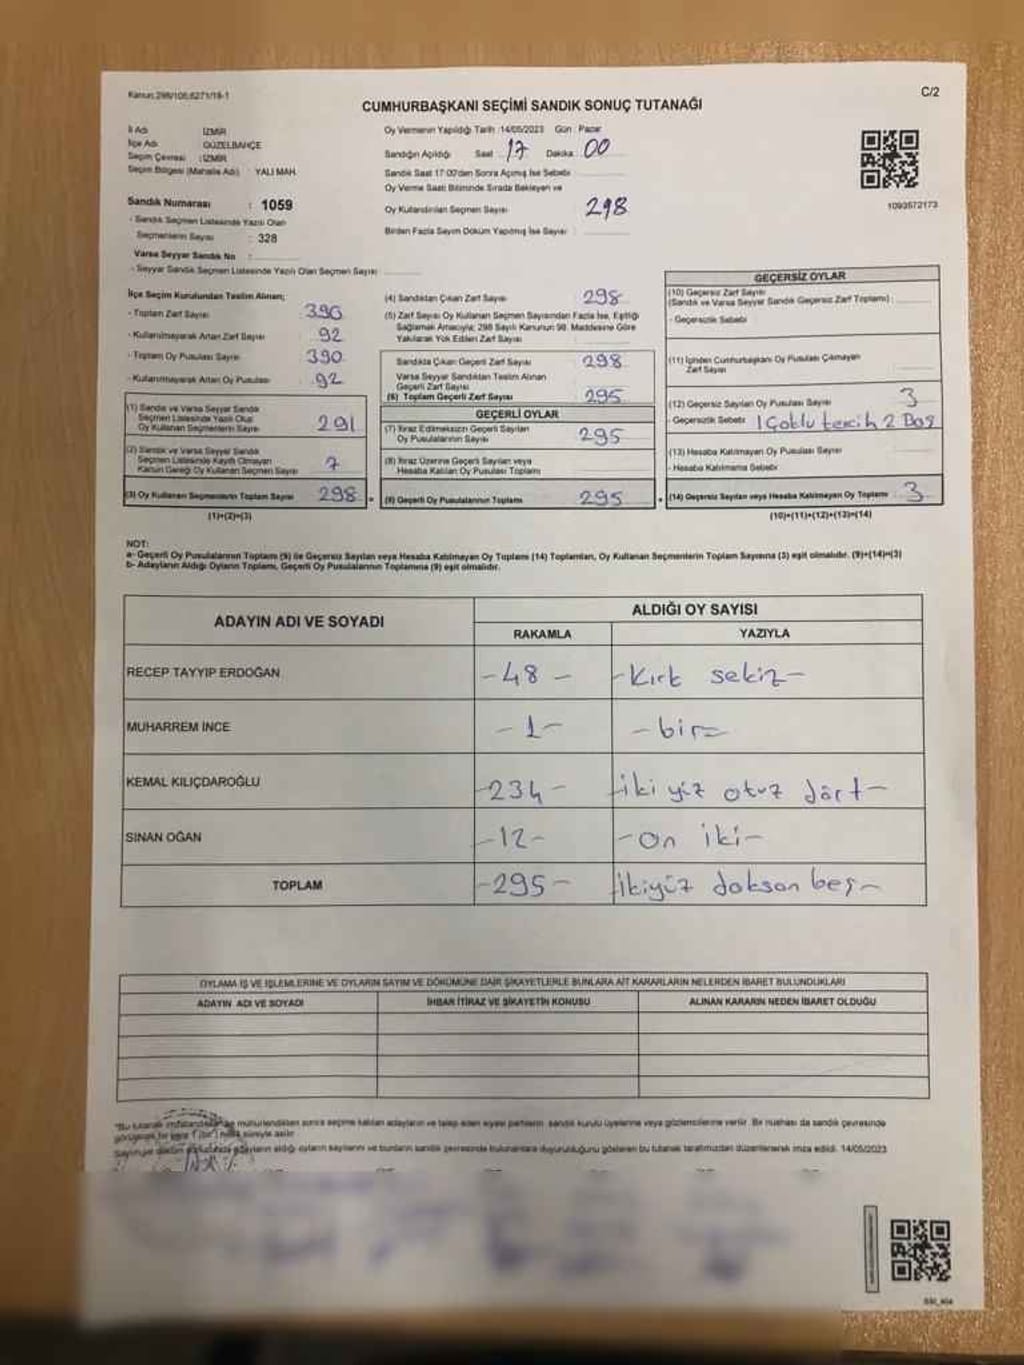 Kanun:298/105;6271/18-1
C/2
CUMHURBAŞKANI SEÇİMİ SANDIK SONUÇ TUTANAĞI
İl Adı : İZMİR
İlçe Adı : GÜZELBAHÇE
Seçim Çevresi : İZMİR
Seçim Bölgesi (Mahalle Adı) : YALI MAH.
Sandık Numarası : 1059
- Sandık Seçmen Listesinde Yazılı Olan
Seçmenlerin Sayısı : 328
Varsa Seyyar Sandık No :
- Seyyar Sandık Seçmen Listesinde Yazılı Olan Seçmen Sayısı
Oy Vermenin Yapıldığı Tarih :14/05/2023 Gün : Pazar
Sandığın Açıldığı Saat : 17 Dakika : 00
Sandık Saat 17:00'den Sonra Açılmış İse Sebebi
Oy Verme Saati Bitiminde Sırada Bekleyen ve
Oy Kullandırılan Seçmen Sayısı : 298
Birden Fazla Sayım Döküm Yapılmış İse Sayısı :
1093572173
İlçe Seçim Kurulundan Teslim Alınan;
- Toplam Zarf Sayısı : 390
- Kullanılmayarak Artan Zarf Sayısı : 92
- Toplam Oy Pusulası Sayısı : 390
- Kullanılmayarak Artan Oy Pusulası : 92
(1) Sandık ve Varsa Seyyar Sandık
Seçmen Listesinde Yazılı Olup
Oy Kullanan Seçmenlerin Sayısı : 291
(2) Sandık ve Varsa Seyyar Sandık
Seçmen Listesinde Kayıtlı Olmayan
Kanun Gereği Oy Kullanan Seçmen Sayısı 7
(3) Oy Kullanan Seçmenlerin Toplam Sayısı 298
(1)+(2)=(3)
(4) Sandıktan Çıkan Zarf Sayısı : 298
(5) Zarf Sayısı Oy Kullanan Seçmen Sayısından Fazla İse, Eşitliği
Sağlamak Amacıyla; 298 Sayılı Kanunun 98. Maddesine Göre
Yakılarak Yok Edilen Zarf Sayısı
Sandıkta Çıkan Geçerli Zarf Sayısı : 298
Varsa Seyyar Sandıktan Teslim Alınan
Geçerli Zarf Sayısı
(6) Toplam Geçerli Zarf Sayısı : 295
GEÇERLİ OYLAR
(7) İtiraz Edilmeksizin Geçerli Sayılan
Oy Pusulalarının Sayısı : 295
(8) İtiraz Üzerine Geçerli Sayılan veya
Hesaba Katılan Oy Pusulası Toplamı
(9) Geçerli Oy Pusulalarının Toplamı 295
GEÇERSİZ OYLAR
(10) Geçersiz Zarf Sayısı
(Sandık ve Varsa Seyyar Sandık Geçersiz Zarf Toplamı) :
- Geçersizlik Sebebi
(11) İçinden Cumhurbaşkanı Oy Pusulası Çıkmayan
Zarf Sayısı
(12) Geçersiz Sayılan Oy Pusulası Sayısı : 3
- Geçersizlik Sebebi : 1 Çoklu tercih 2 Boş
(13) Hesaba Katılmayan Oy Pusulası Sayısı
- Hesaba Katılmama Sebebi
(14) Geçersiz Sayılan veya Hesaba Katılmayan Oy Toplamı 3
(10)+(11)+(12)+(13)=(14)
NOT:
a- Geçerli Oy Pusulalarının Toplamı (9) ile Geçersiz Sayılan veya Hesaba Katılmayan Oy Toplamı (14) Toplamları, Oy Kullanan Seçmenlerin Toplam Sayısına (3) eşit olmalıdır. (9)+(14)=(3)
b- Adayların Aldığı Oyların Toplamı, Geçerli Oy Pusulalarının Toplamına (9) eşit olmalıdır.
ADAYIN ADI VE SOYADI
ALDIĞI OY SAYISI
RAKAMLA YAZIYLA
RECEP TAYYIP ERDOĞAN -48- -Kırk sekiz-
MUHARREM İNCE -1- -bir-
KEMAL KILIÇDAROĞLU -234- -iki yüz otuz dört-
SİNAN OĞAN -12- -On iki-
TOPLAM -295- İkiyüz doksan beş-
OYLAMA İŞ VE İŞLEMLERİNE VE OYLARIN SAYIM VE DÖKÜMÜNE DAİR ŞİKAYETLERLE BUNLARA AİT KARARLARIN NELERDEN İBARET BULUNDUKLARI
ADAYIN ADI VE SOYADI İHBAR İTİRAZ VE ŞİKAYETİN KONUSU ALINAN KARARIN NEDEN İBARET OLDUĞU
"Bu tutanak mühürlendikten sonra seçime katılan adayların ve talep eden siyasi partilerin sandık kurulu üyelerine veya gözlemcilerine verilir. Bir nüshası da sandık çevresinde
görüşecek bir yere 1 (bir) hafta süreyle asılır.
adayların aldığı oyların sayılarını ve bunların sandık çevresinde bulunanlara duyurulduğunu gösteren bu tutanak tarafımızdan düzenlenerek imza edildi. 14/05/2023